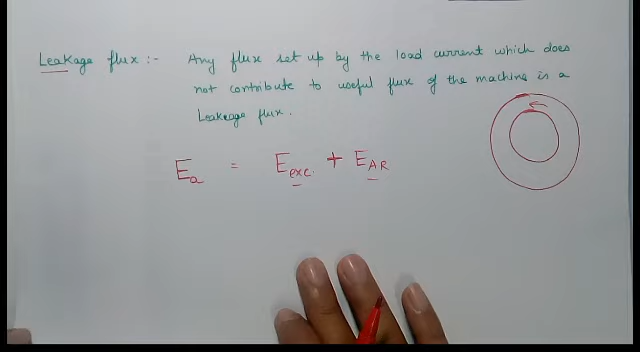 Leakage flux :- Any flux set up by the load current which does
not contribute to useful flux of the machine is a
Leakage flux.
Ea = Eexc. + EAR